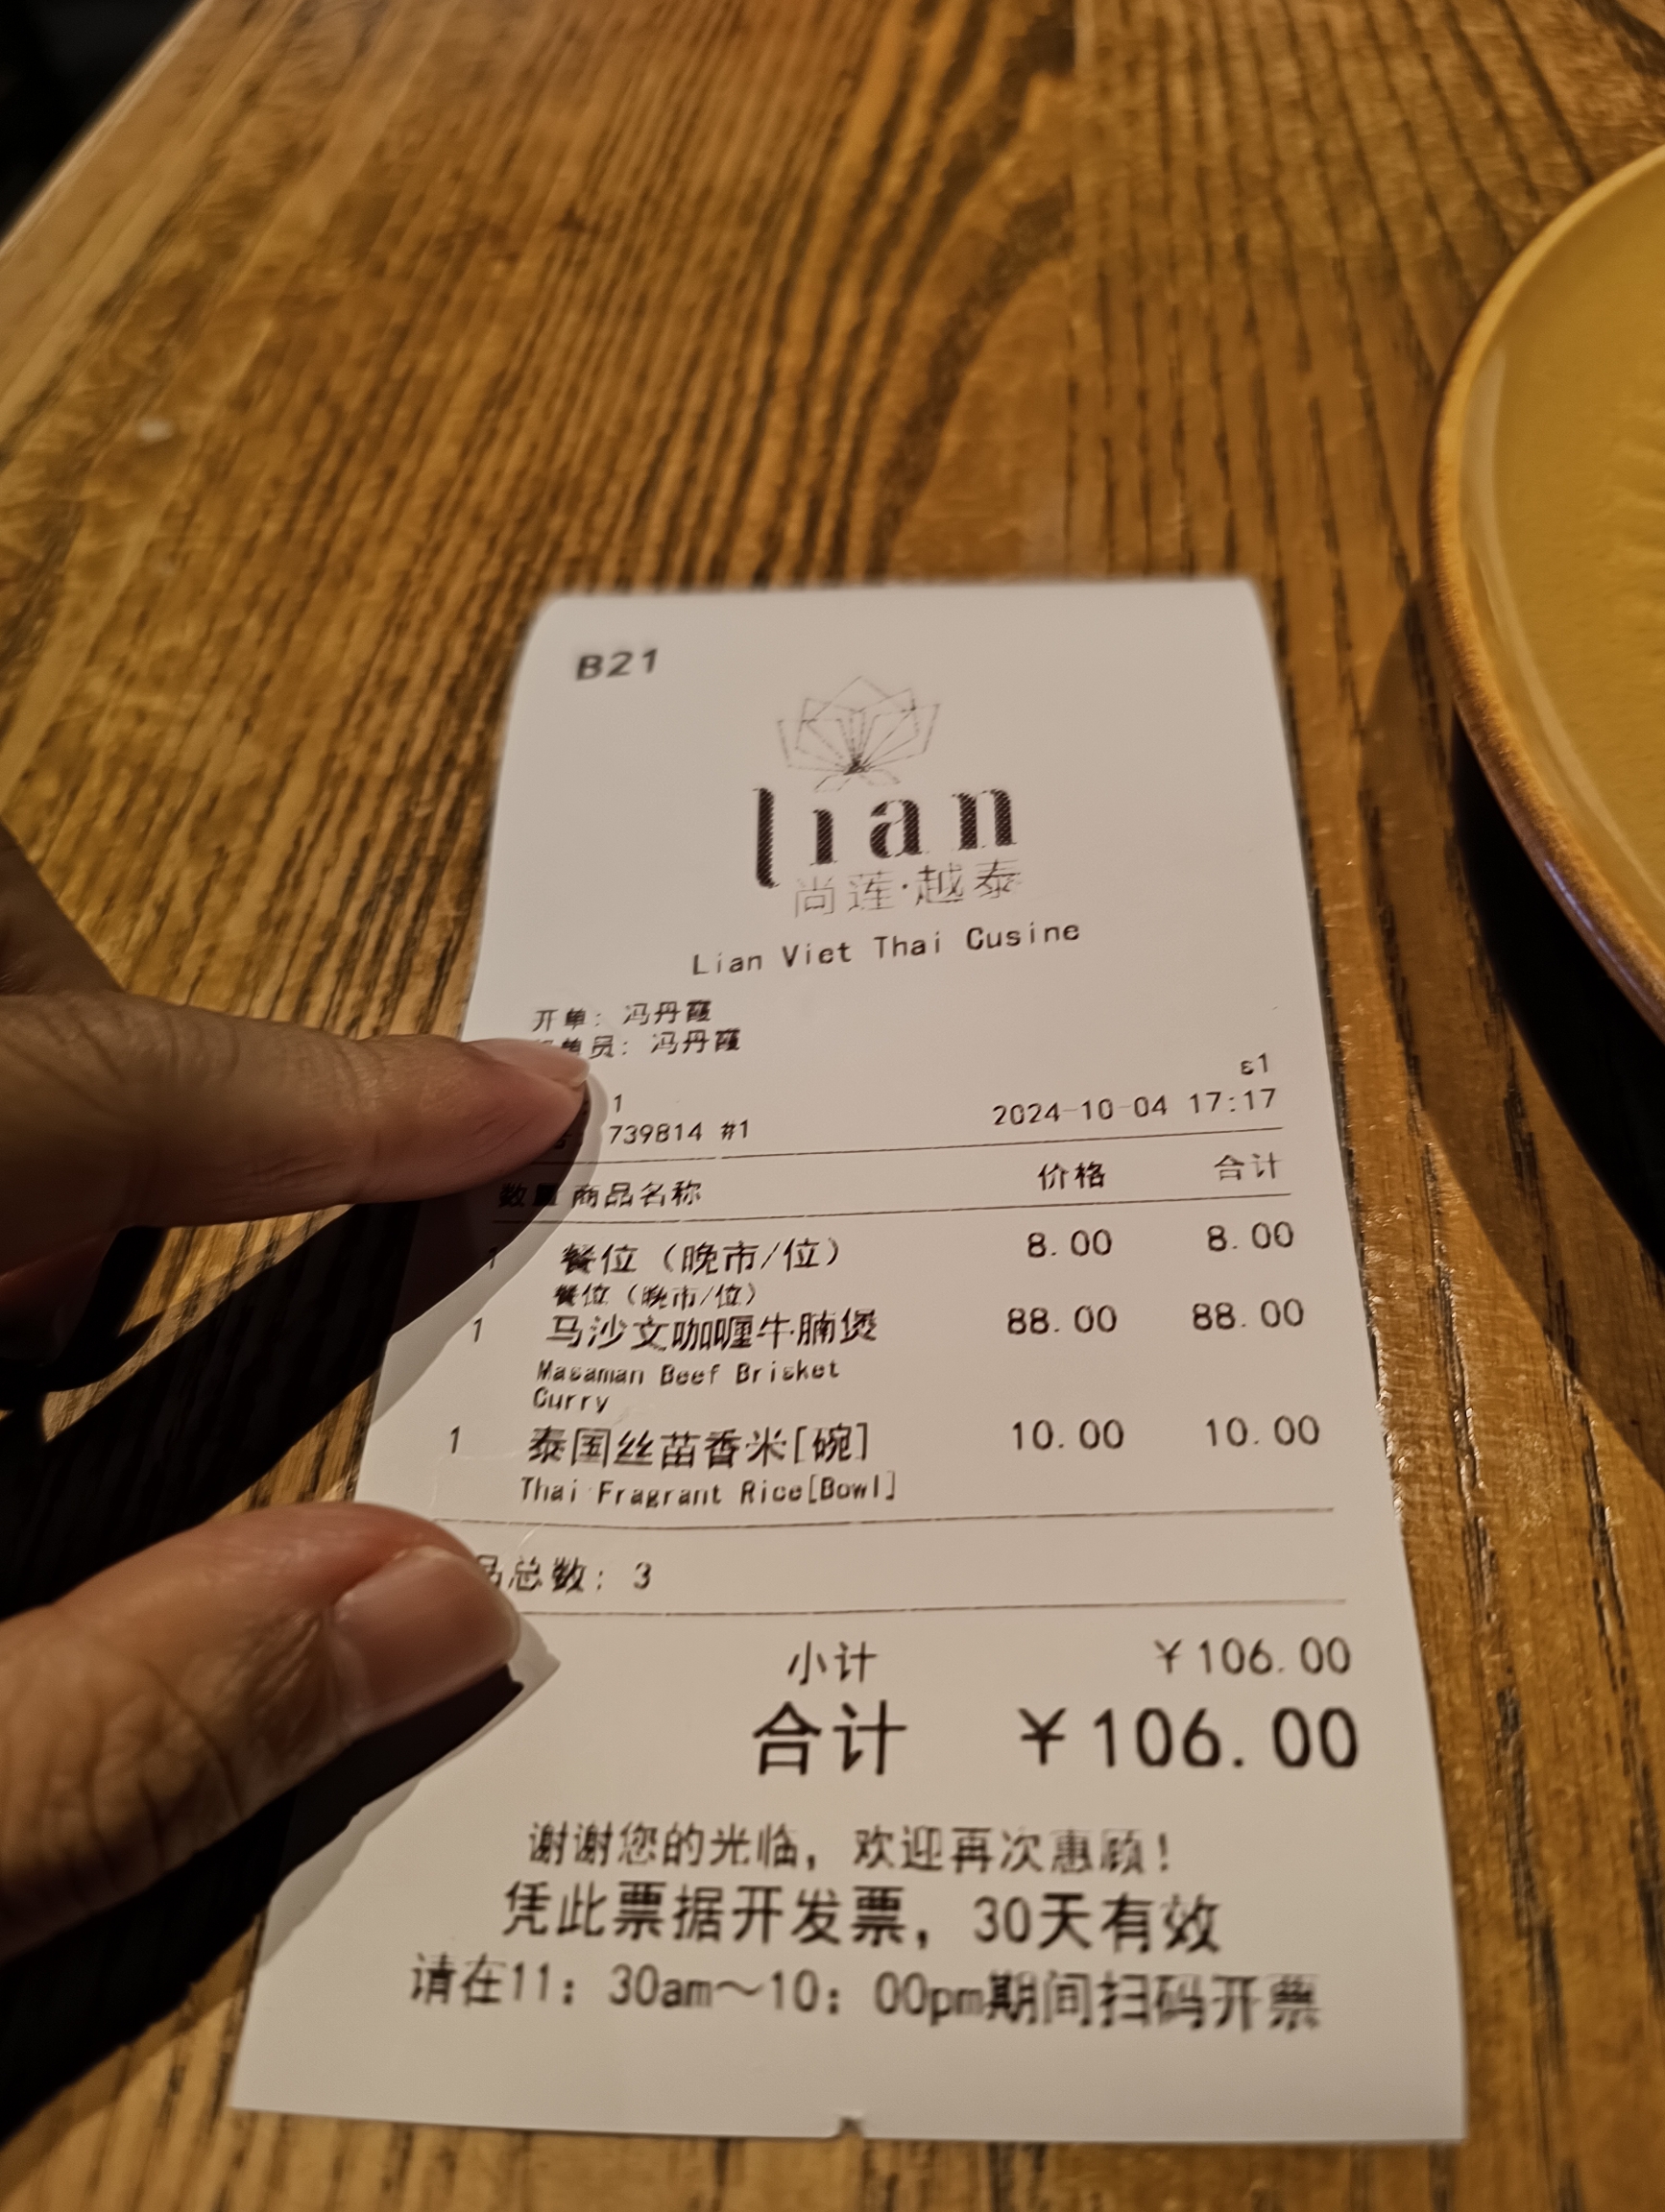 B21
lian
尚莲·越泰
Lian Viet Thai Cusine
开单: 冯丹霞
单员: 冯丹霞
1
ε1
739814 #1 2024-10-04 17:17
数量 商品名称 价格 合计
1 餐位（晚市/位） 8.00 8.00
餐位（晚市/位）
1 马沙文咖喱牛腩煲 88.00 88.00
Masaman Beef Brisket
Curry
1 泰国丝苗香米[碗] 10.00 10.00
Thai Fragrant Rice[Bowl]
品总数: 3
小计 ¥106.00
合计 ¥106.00
谢谢您的光临，欢迎再次惠顾！
凭此票据开发票，30天有效
请在11：30am～10：00pm期间扫码开票